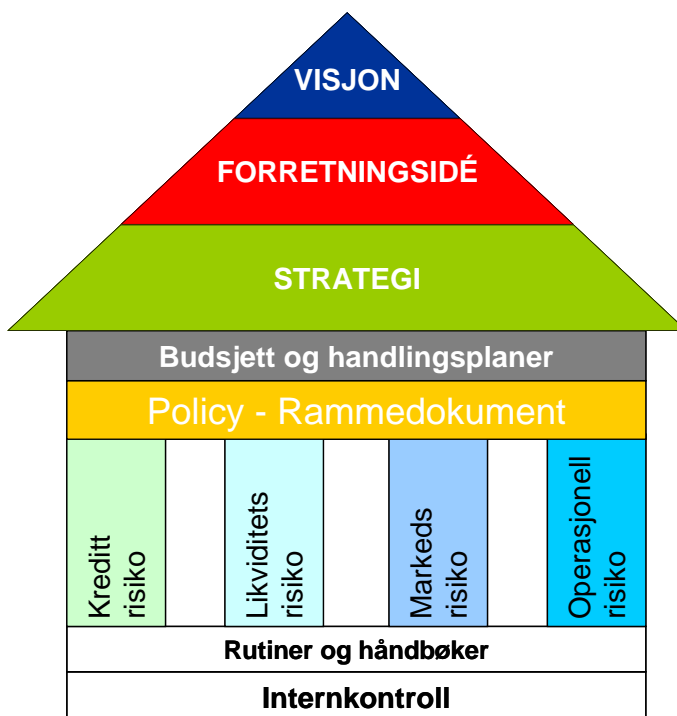 VISJON
FORRETNINGSIDÉ
STRATEGI
Budsjett og handlingsplaner
Policy - Rammedokument
Kreditt
risiko
Likviditets
risiko
Markeds
risiko
Operasjonell
risiko
Rutiner og håndbøker
Internkontroll